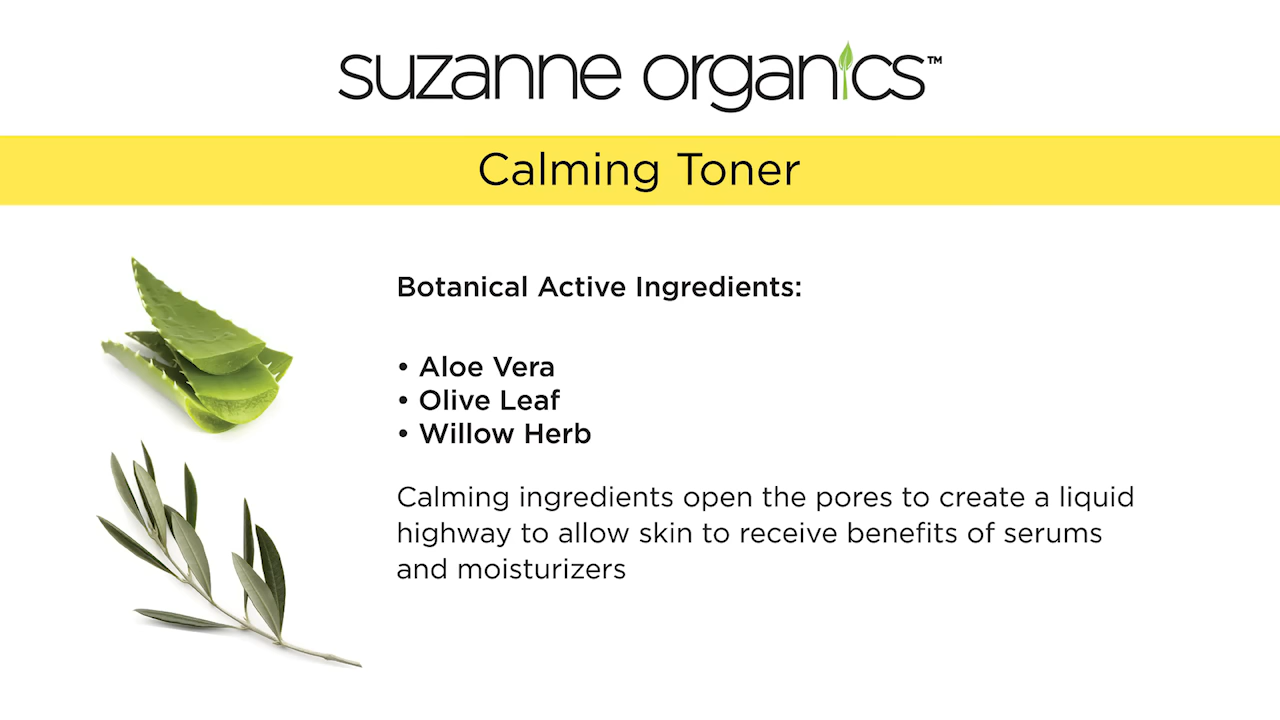 suzanne organics™
Calming Toner
Botanical Active Ingredients:
• Aloe Vera
• Olive Leaf
• Willow Herb
Calming ingredients open the pores to create a liquid
highway to allow skin to receive benefits of serums
and moisturizers